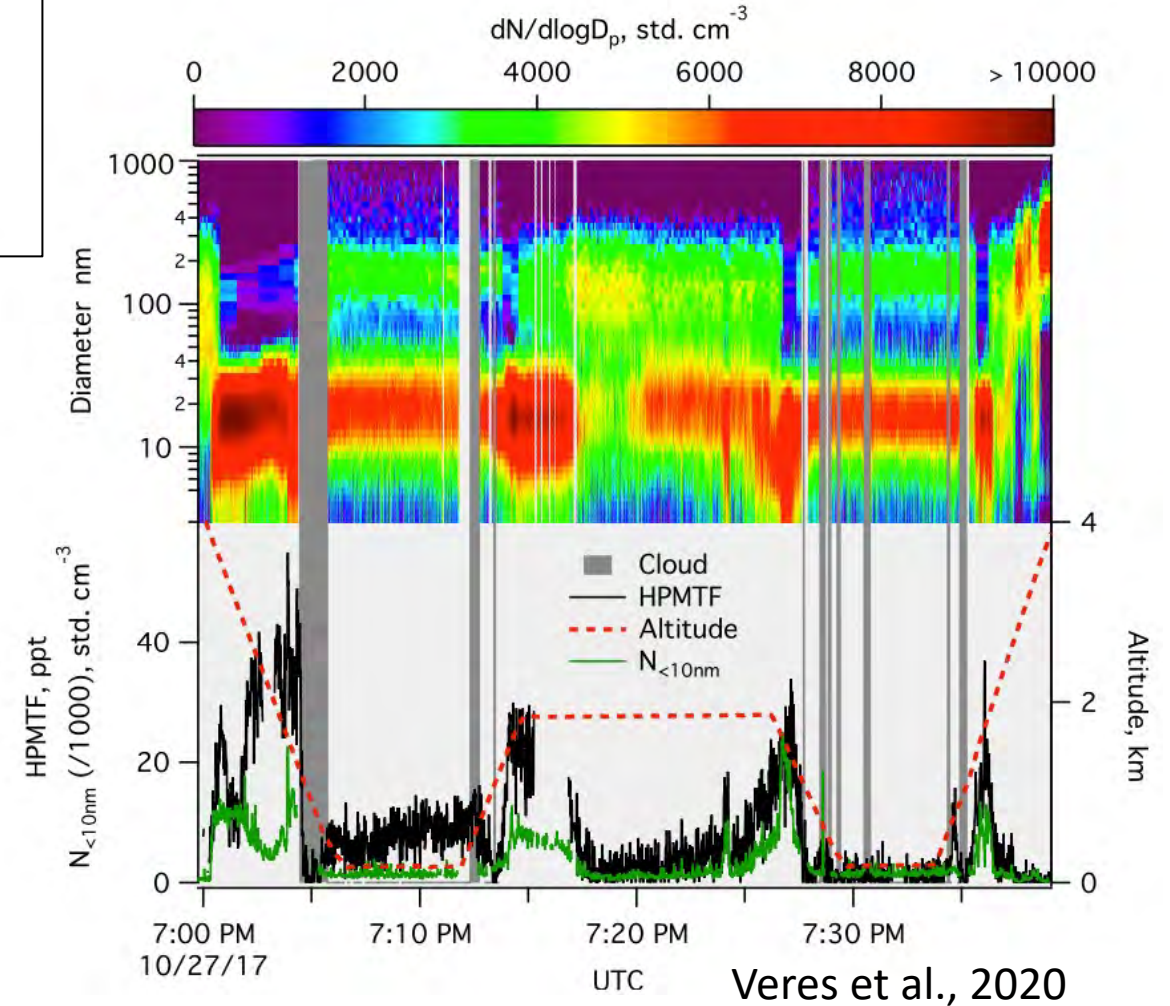 dN/dlogDp, std. cm-3
0 2000 4000 6000 8000 > 10000
Diameter nm
1000
4
2
100
4
2
10
HPMTF, ppt
N<10nm (/1000), std. cm-3
40
20
0
Cloud
HPMTF
Altitude
N<10nm
4
2
0
Altitude, km
7:00 PM 7:10 PM 7:20 PM 7:30 PM
10/27/17
UTC
Veres et al., 2020